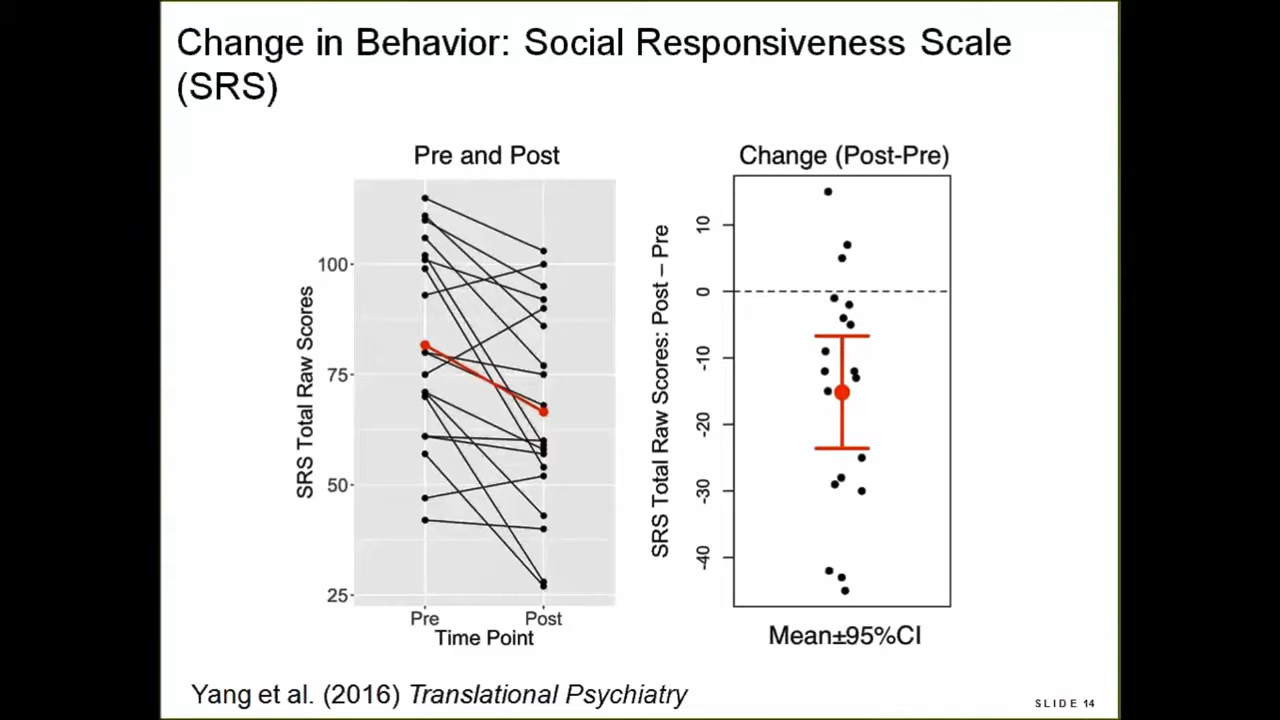 Change in Behavior: Social Responsiveness Scale
(SRS)
Pre and Post
SRS Total Raw Scores
100
75
50
25
Pre
Post
Time Point
Change (Post-Pre)
SRS Total Raw Scores: Post – Pre
10
0
-10
-20
-30
-40
Mean±95%CI
Yang et al. (2016) Translational Psychiatry
SLIDE 14